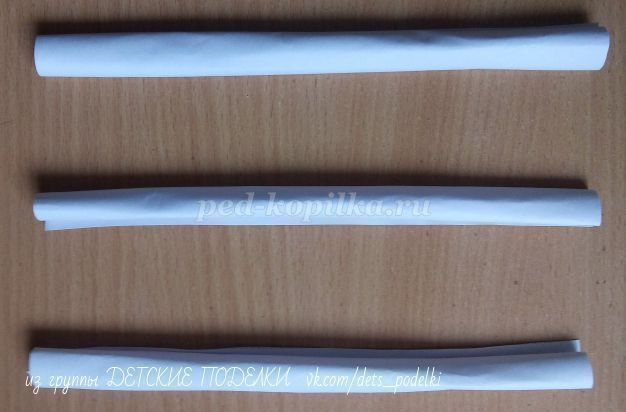 ped-kopilka.ru
из группы ДЕТСКИЕ ПОДЕЛКИ vk.com/dets_podelki